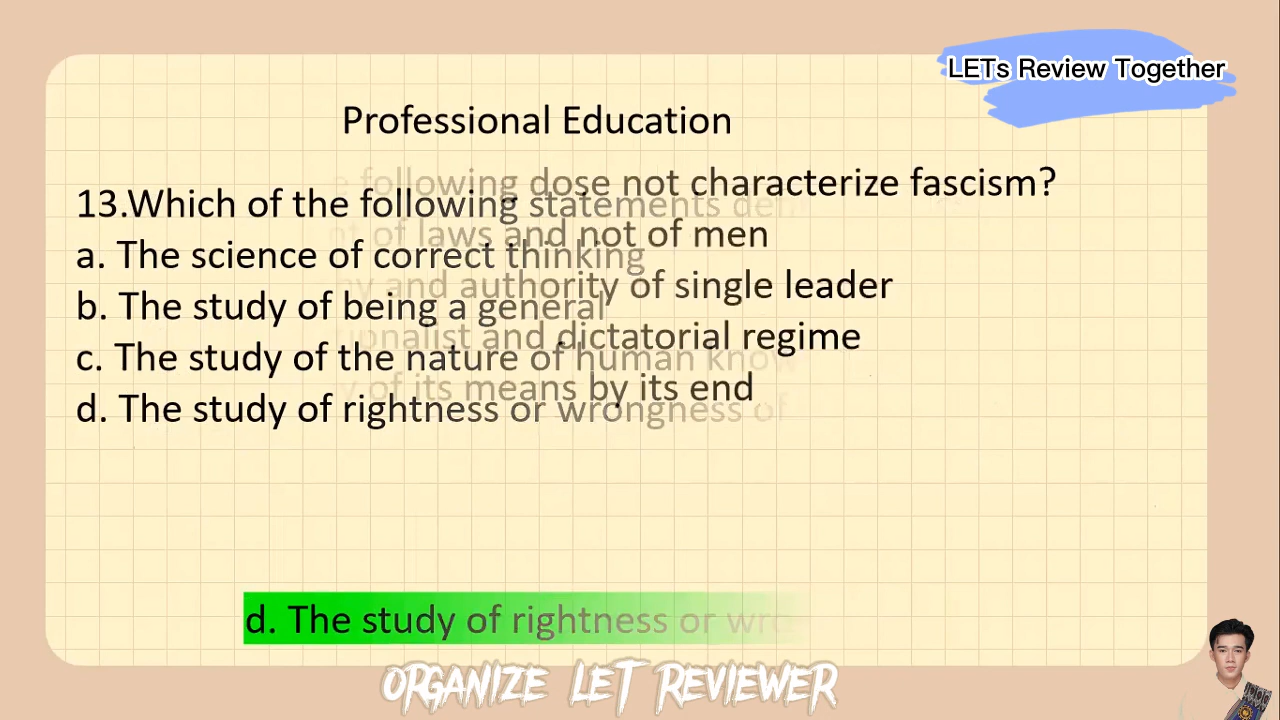 LETs Review Together
Professional Education
following dose not characterize fascism?
13.Which of the following statements
of laws and not of men
a. The science of correct thinking
and authority of single leader
b. The study of being a general
and dictatorial regime
c. The study of the nature of human
of its means by its end
d. The study of rightness or wrongness of
d. The study of rightness or
ORGANIZE LET REVIEWER